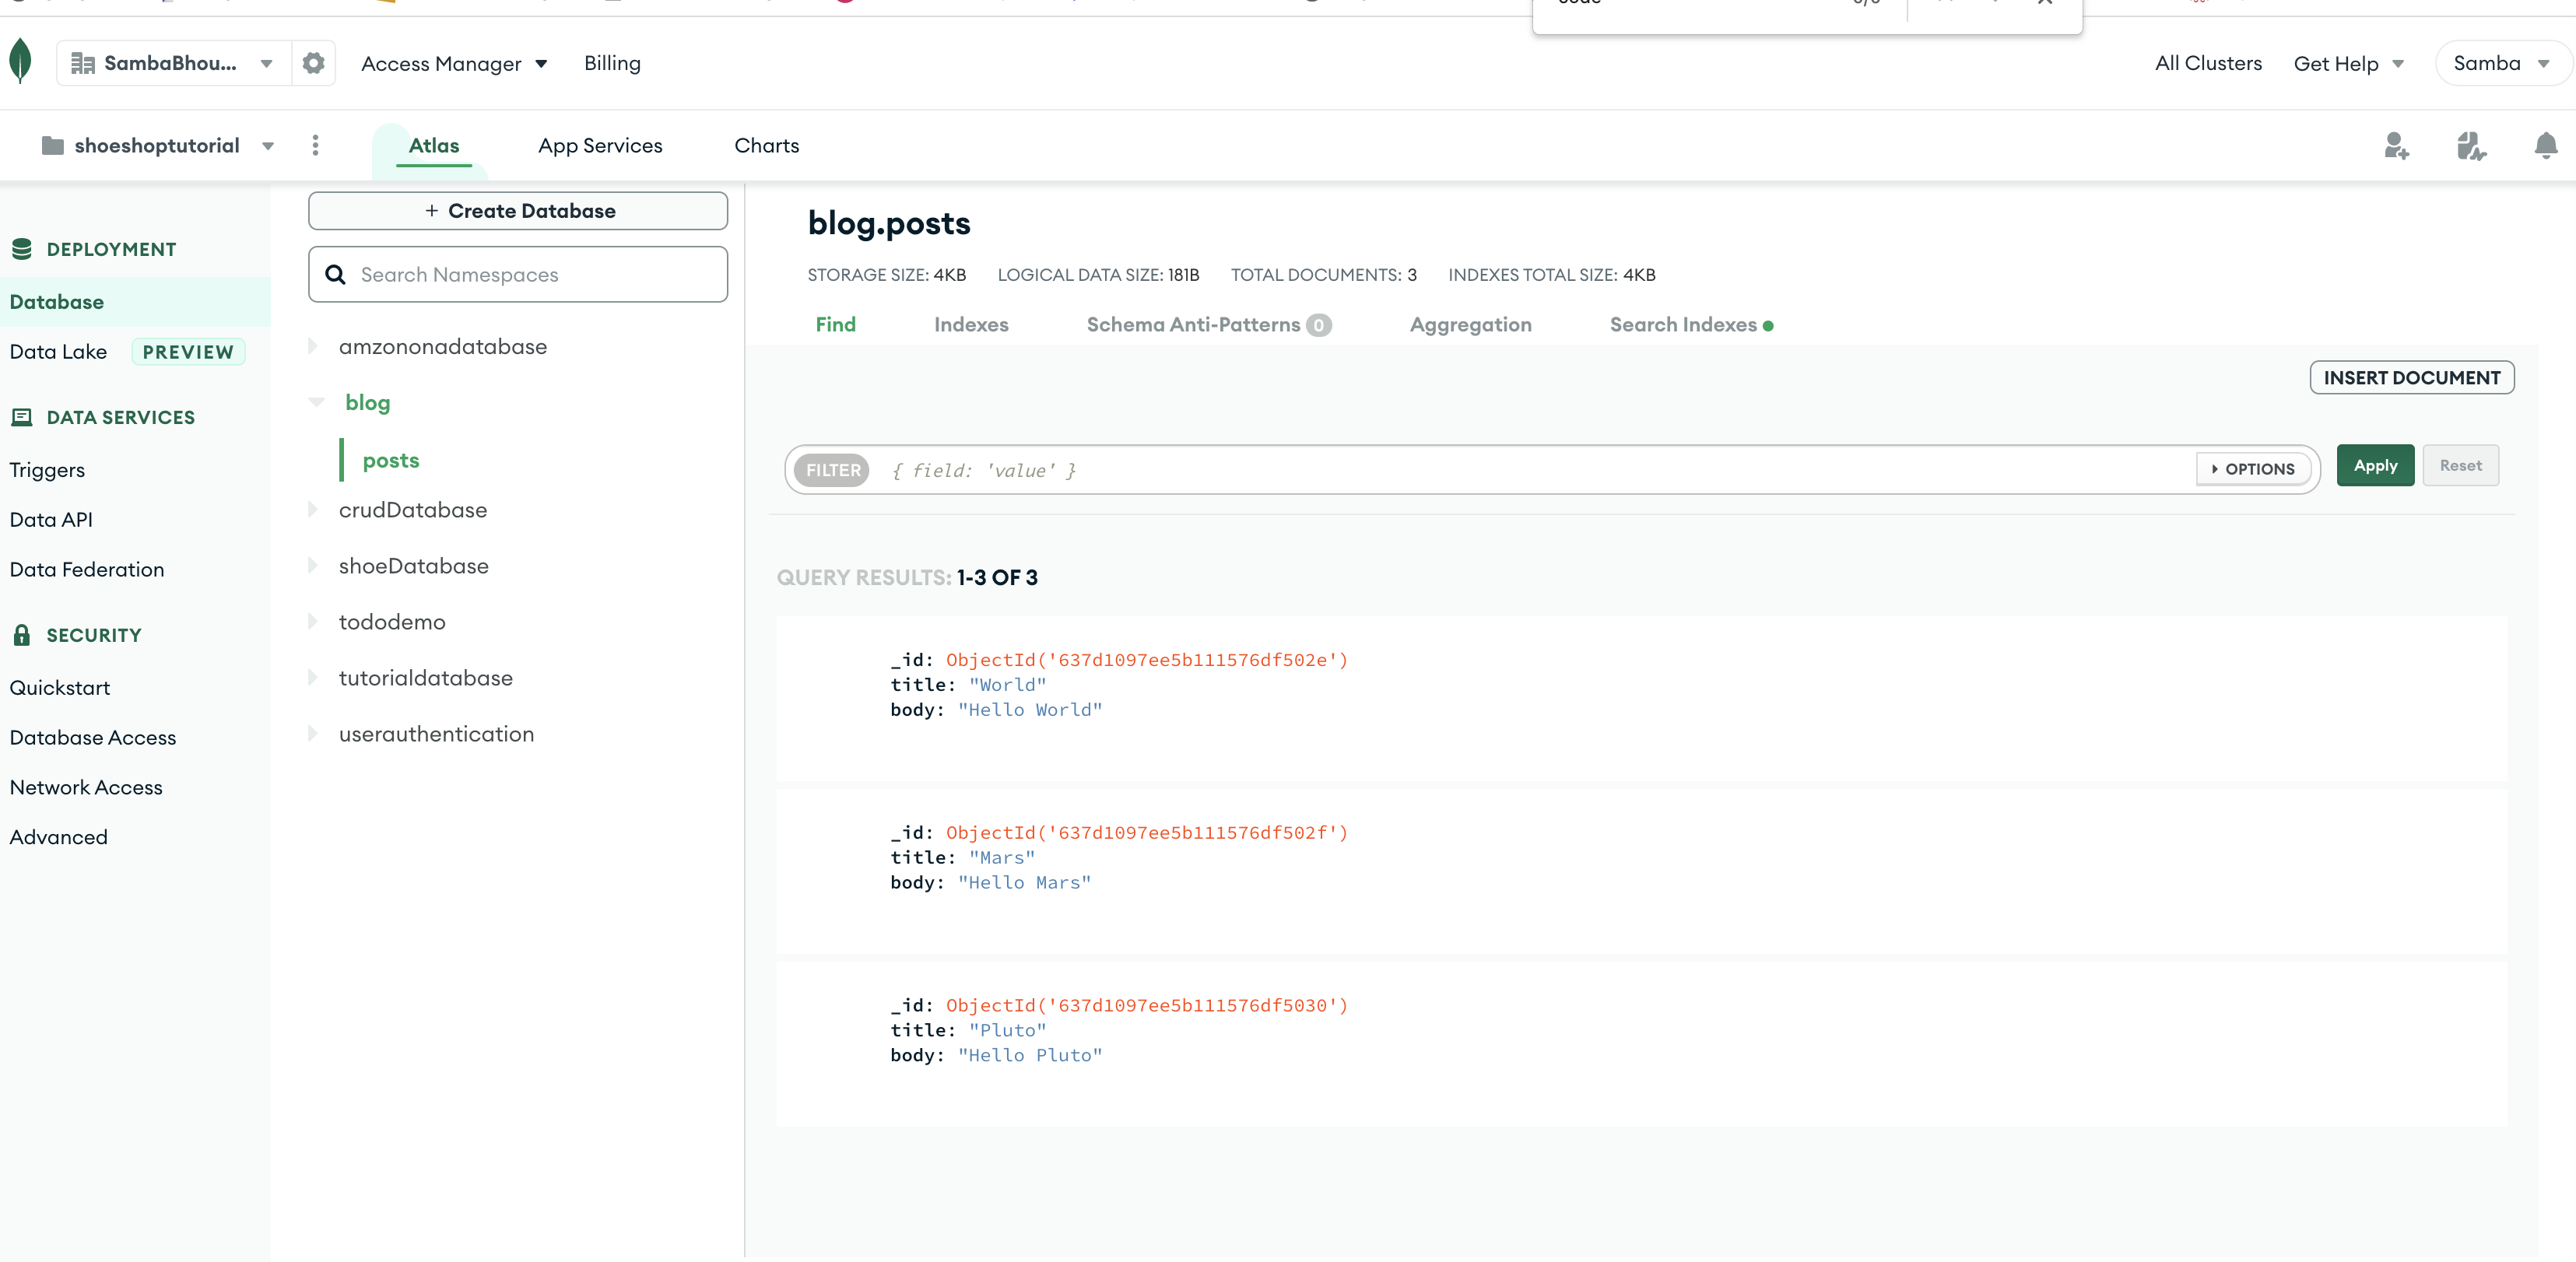 SambaBhou...
Access Manager
Billing
All Clusters
Get Help
Samba
shoeshoptutorial
Atlas
App Services
Charts
DEPLOYMENT
Database
Data Lake PREVIEW
DATA SERVICES
Triggers
Data API
Data Federation
SECURITY
Quickstart
Database Access
Network Access
Advanced
+ Create Database
Search Namespaces
amzononadatabase
blog
posts
crudDatabase
shoeDatabase
tododemo
tutorialdatabase
userauthentication
blog.posts
STORAGE SIZE: 4KB LOGICAL DATA SIZE: 181B TOTAL DOCUMENTS: 3 INDEXES TOTAL SIZE: 4KB
Find Indexes Schema Anti-Patterns 0 Aggregation Search Indexes
INSERT DOCUMENT
FILTER { field: 'value' } OPTIONS Apply Reset
QUERY RESULTS: 1-3 OF 3
_id: ObjectId('637d1097ee5b111576df502e')
title: "World"
body: "Hello World"
_id: ObjectId('637d1097ee5b111576df502f')
title: "Mars"
body: "Hello Mars"
_id: ObjectId('637d1097ee5b111576df5030')
title: "Pluto"
body: "Hello Pluto"